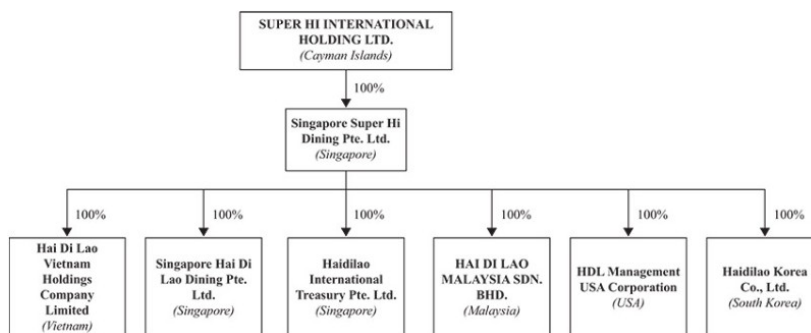 SUPER HI INTERNATIONAL
HOLDING LTD.
(Cayman Islands)
100%
Singapore Super Hi
Dining Pte. Ltd.
(Singapore)
100%
100%
100%
100%
100%
100%
Hai Di Lao
Vietnam
Holdings
Company
Limited
(Vietnam)
Singapore Hai Di
Lao Dining Pte.
Ltd.
(Singapore)
Haidilao
International
Treasury Pte. Ltd.
(Singapore)
HAI DI LAO
MALAYSIA SDN.
BHD.
(Malaysia)
HDL Management
USA Corporation
(USA)
Haidilao Korea
Co., Ltd.
(South Korea)